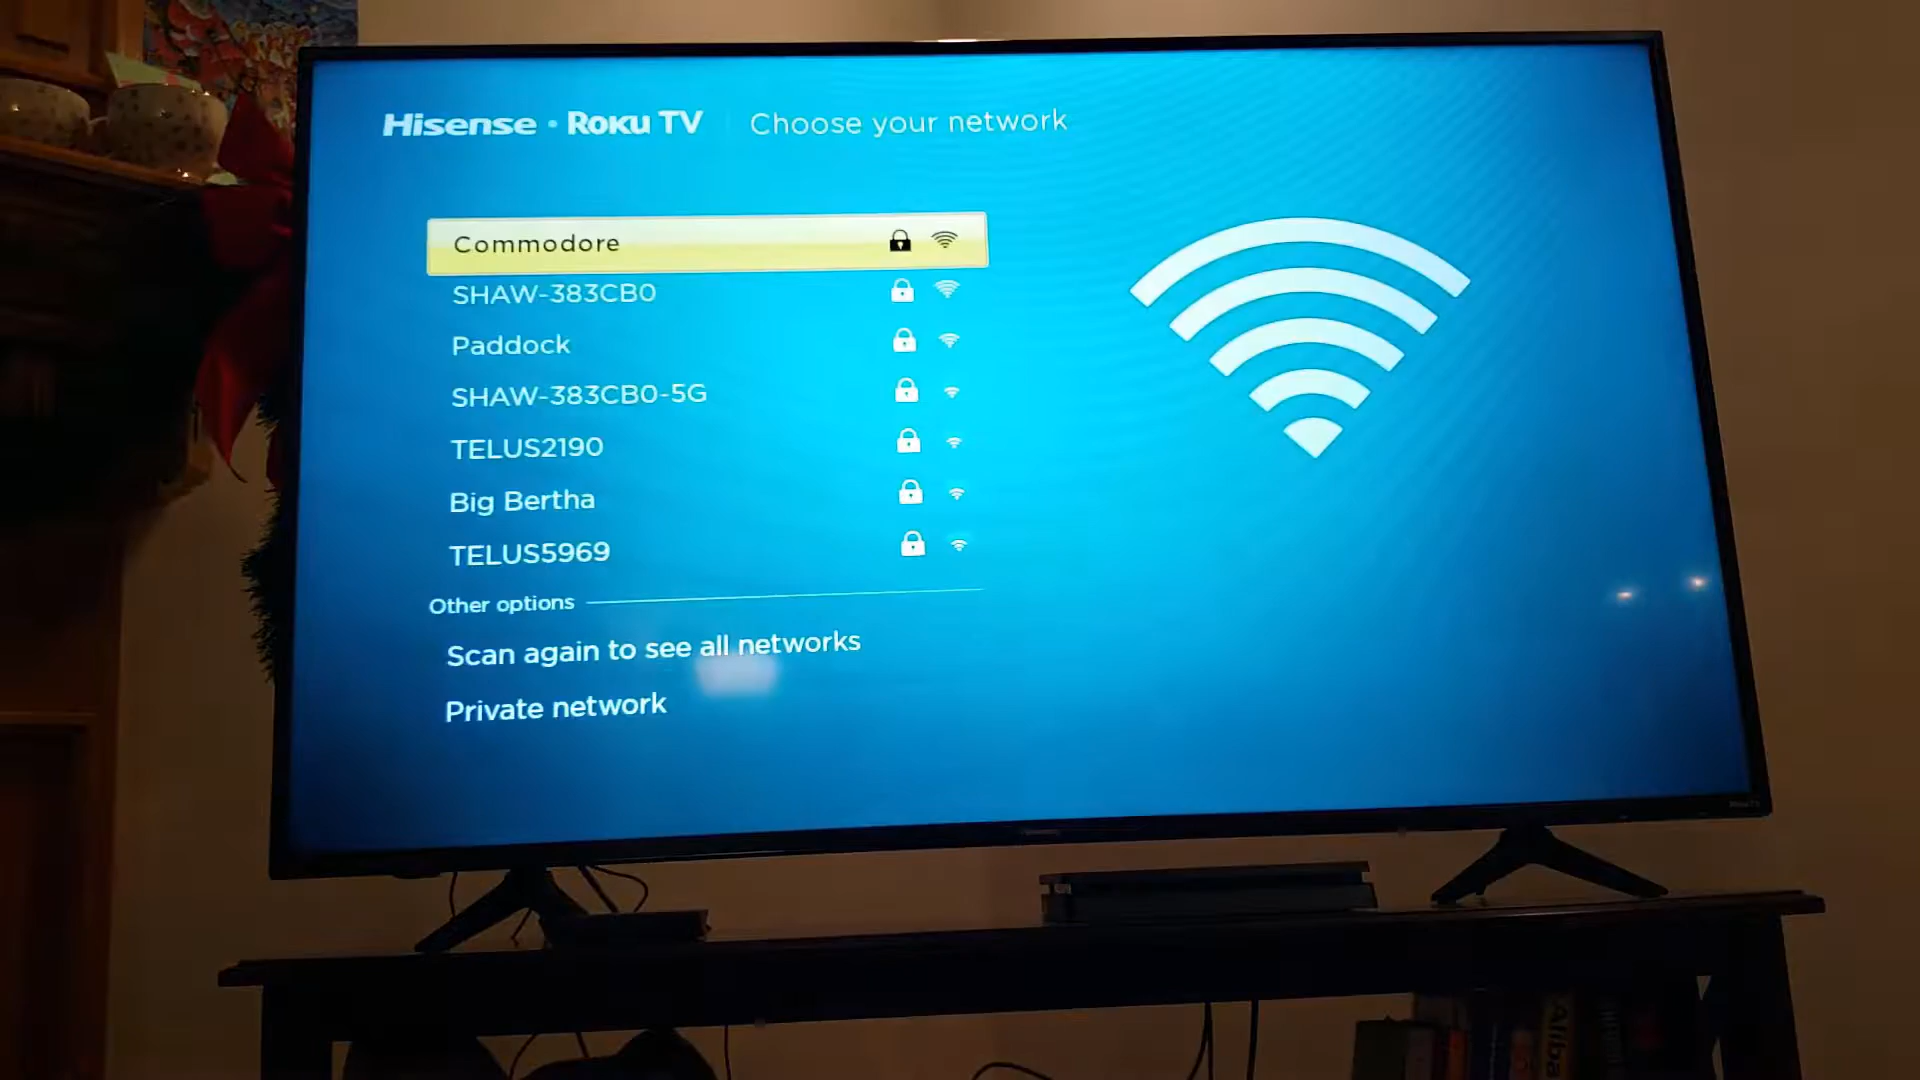 Hisense • Roku TV Choose your network
Commodore
SHAW-383CB0
Paddock
SHAW-383CB0-5G
TELUS2190
Big Bertha
TELUS5969
Other options
Scan again to see all networks
Private network